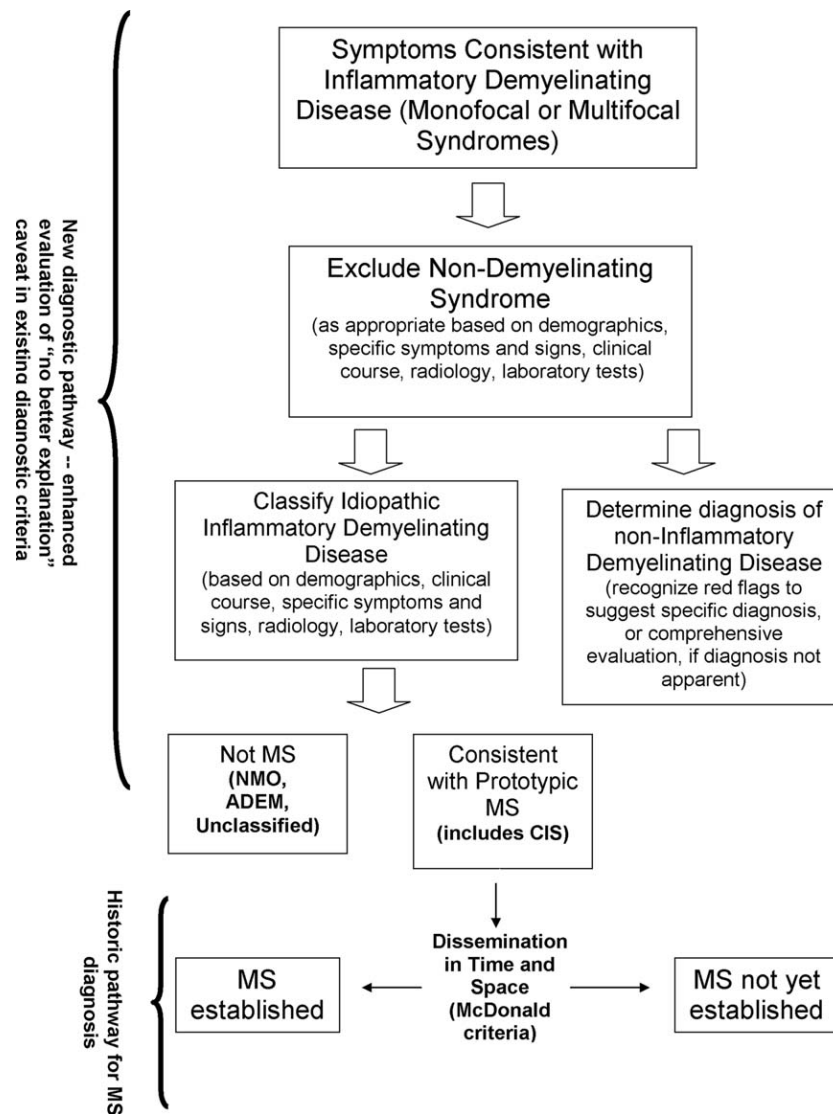 Symptoms Consistent with
Inflammatory Demyelinating
Disease (Monofocal or Multifocal
Syndromes)
New diagnostic pathway -- enhanced
evaluation of “no better explanation”
caveat in existing diagnostic criteria
Exclude Non-Demyelinating
Syndrome
(as appropriate based on demographics,
specific symptoms and signs, clinical
course, radiology, laboratory tests)
Classify Idiopathic
Inflammatory Demyelinating
Disease
(based on demographics, clinical
course, specific symptoms and
signs, radiology, laboratory tests)
Determine diagnosis of
non-Inflammatory
Demyelinating Disease
(recognize red flags to
suggest specific diagnosis,
or comprehensive
evaluation, if diagnosis not
apparent)
Not MS
(NMO,
ADEM,
Unclassified)
Consistent
with Prototypic
MS
(includes CIS)
Historic pathway for MS
diagnosis
MS
established
Dissemination
in Time and
Space
(McDonald
criteria)
MS not yet
established